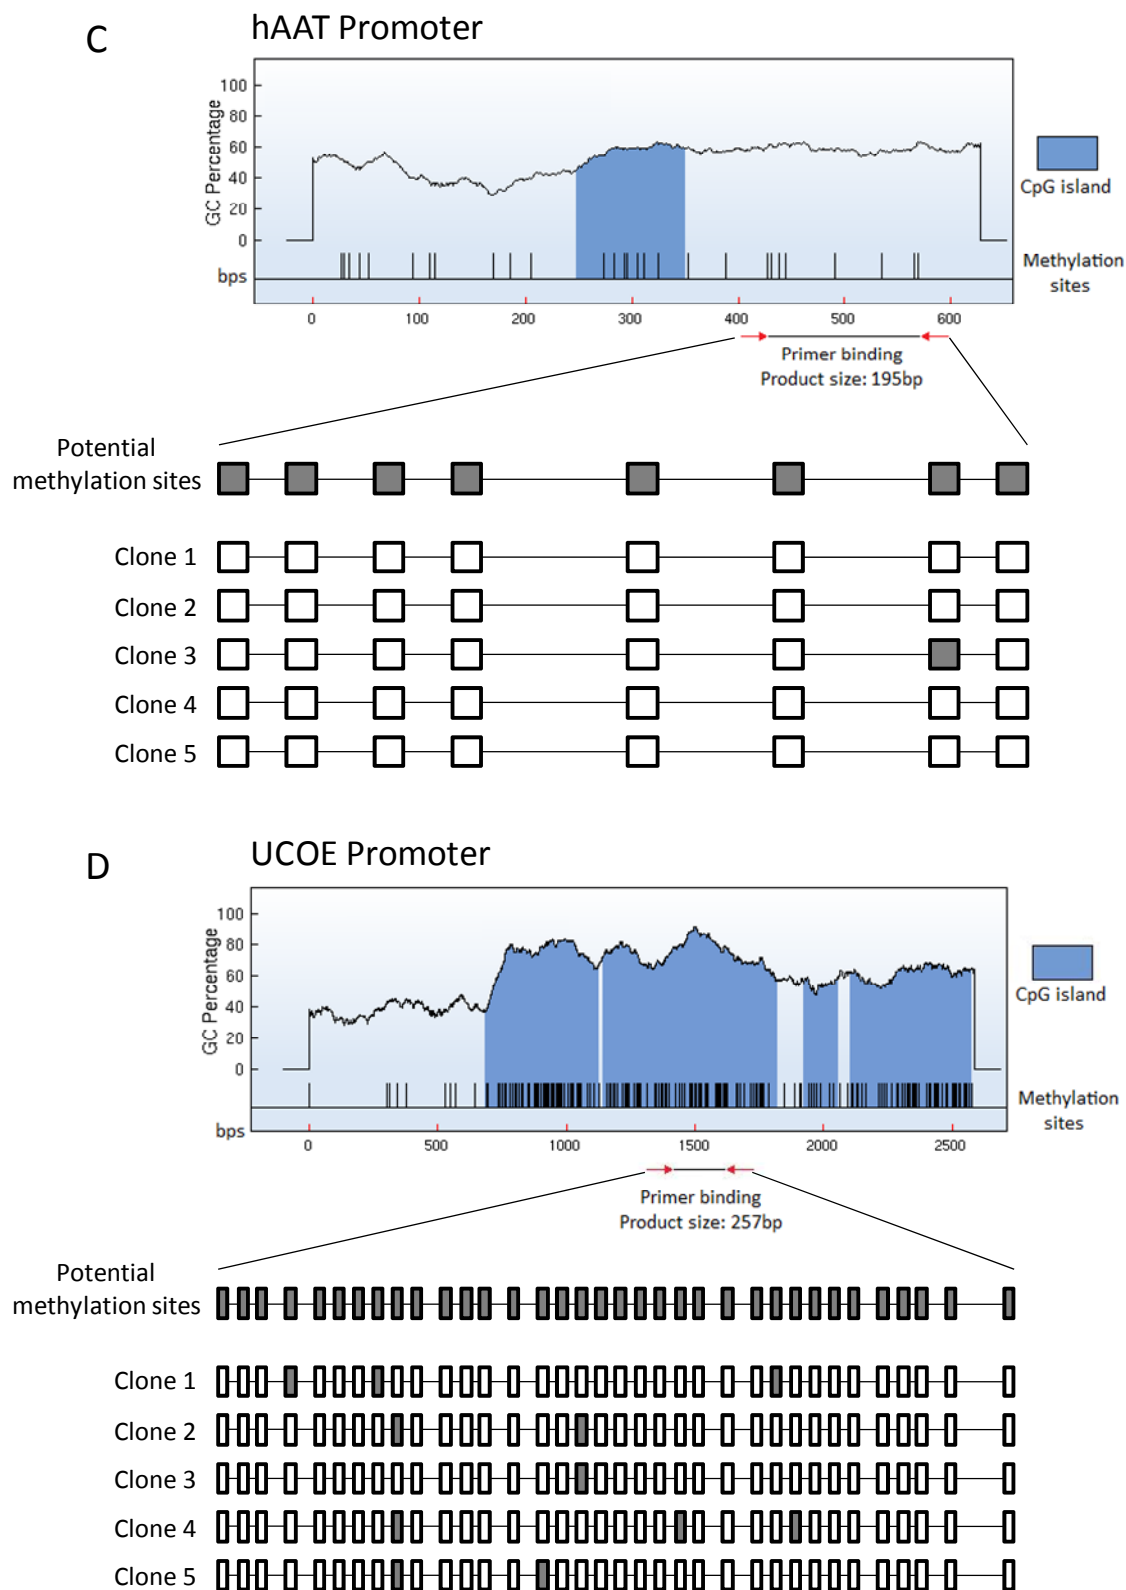 C
hAAT Promoter
GC Percentage
100
80
60
40
20
0
bps
CpG island
Methylation
sites
0 100 200 300 400 500 600
Primer binding
Product size: 195bp
Potential
methylation sites
Clone 1
Clone 2
Clone 3
Clone 4
Clone 5
D
UCOE Promoter
GC Percentage
100
80
60
40
20
0
bps
CpG island
Methylation
sites
0 500 1000 1500 2000 2500
Primer binding
Product size: 257bp
Potential
methylation sites
Clone 1
Clone 2
Clone 3
Clone 4
Clone 5